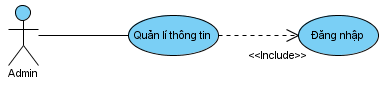 Quản lí thông tin
Đăng nhập
<<Include>>
Admin